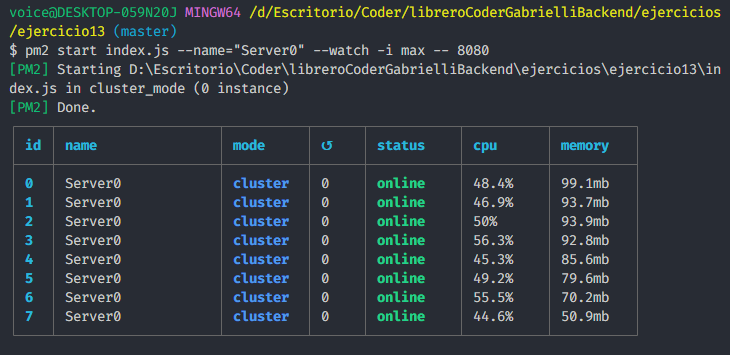 voice@DESKTOP-059N20J MINGW64 /d/Escritorio/Coder/libreroCoderGabrielliBackend/ejercicios
/ejercicio13 (master)
$ pm2 start index.js --name="Server0" --watch -i max -- 8080
[PM2] Starting D:\Escritorio\Coder\libreroCoderGabrielliBackend\ejercicios\ejercicio13\in
dex.js in cluster_mode (0 instance)
[PM2] Done.
id name mode ↺ status cpu memory
0 Server0 cluster 0 online 48.4% 99.1mb
1 Server0 cluster 0 online 46.9% 93.7mb
2 Server0 cluster 0 online 50% 93.9mb
3 Server0 cluster 0 online 56.3% 92.8mb
4 Server0 cluster 0 online 45.3% 85.6mb
5 Server0 cluster 0 online 49.2% 79.6mb
6 Server0 cluster 0 online 55.5% 70.2mb
7 Server0 cluster 0 online 44.6% 50.9mb